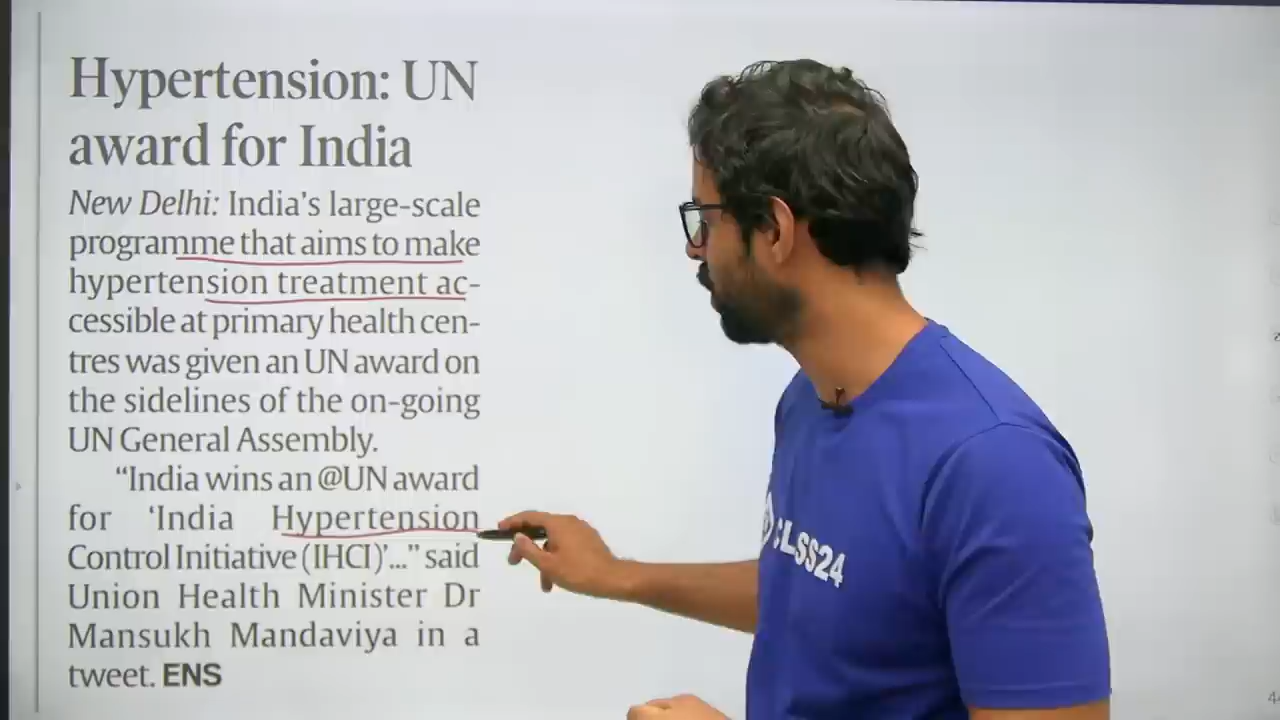 Hypertension: UN
award for India
New Delhi: India's large-scale
programme that aims to make
hypertension treatment ac-
cessible at primary health cen-
tres was given an UN award on
the sidelines of the on-going
UN General Assembly.
“India wins an @UN award
for ‘India Hypertension
Control Initiative (IHCI)’...” said
Union Health Minister Dr
Mansukh Mandaviya in a
tweet. ENS
CLSS24